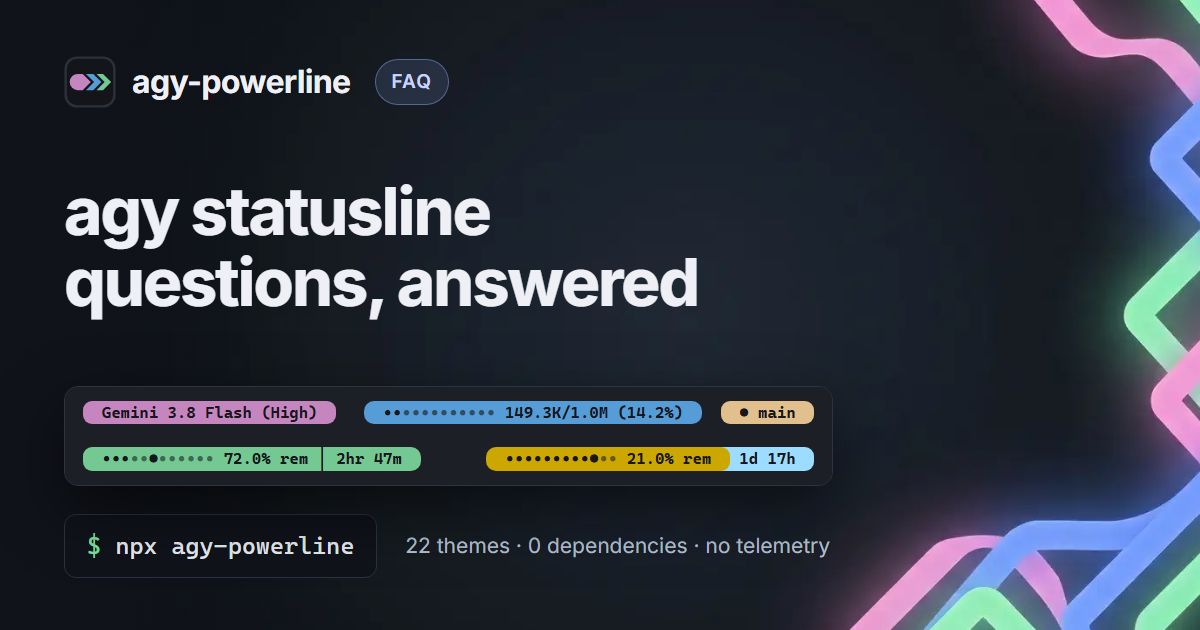 agy-powerline FAQ
agy statusline
questions, answered
Gemini 3.8 Flash (High) 149.3K/1.0M (14.2%) ● main
72.0% rem 2hr 47m 21.0% rem 1d 17h
$ npx agy-powerline 22 themes · 0 dependencies · no telemetry